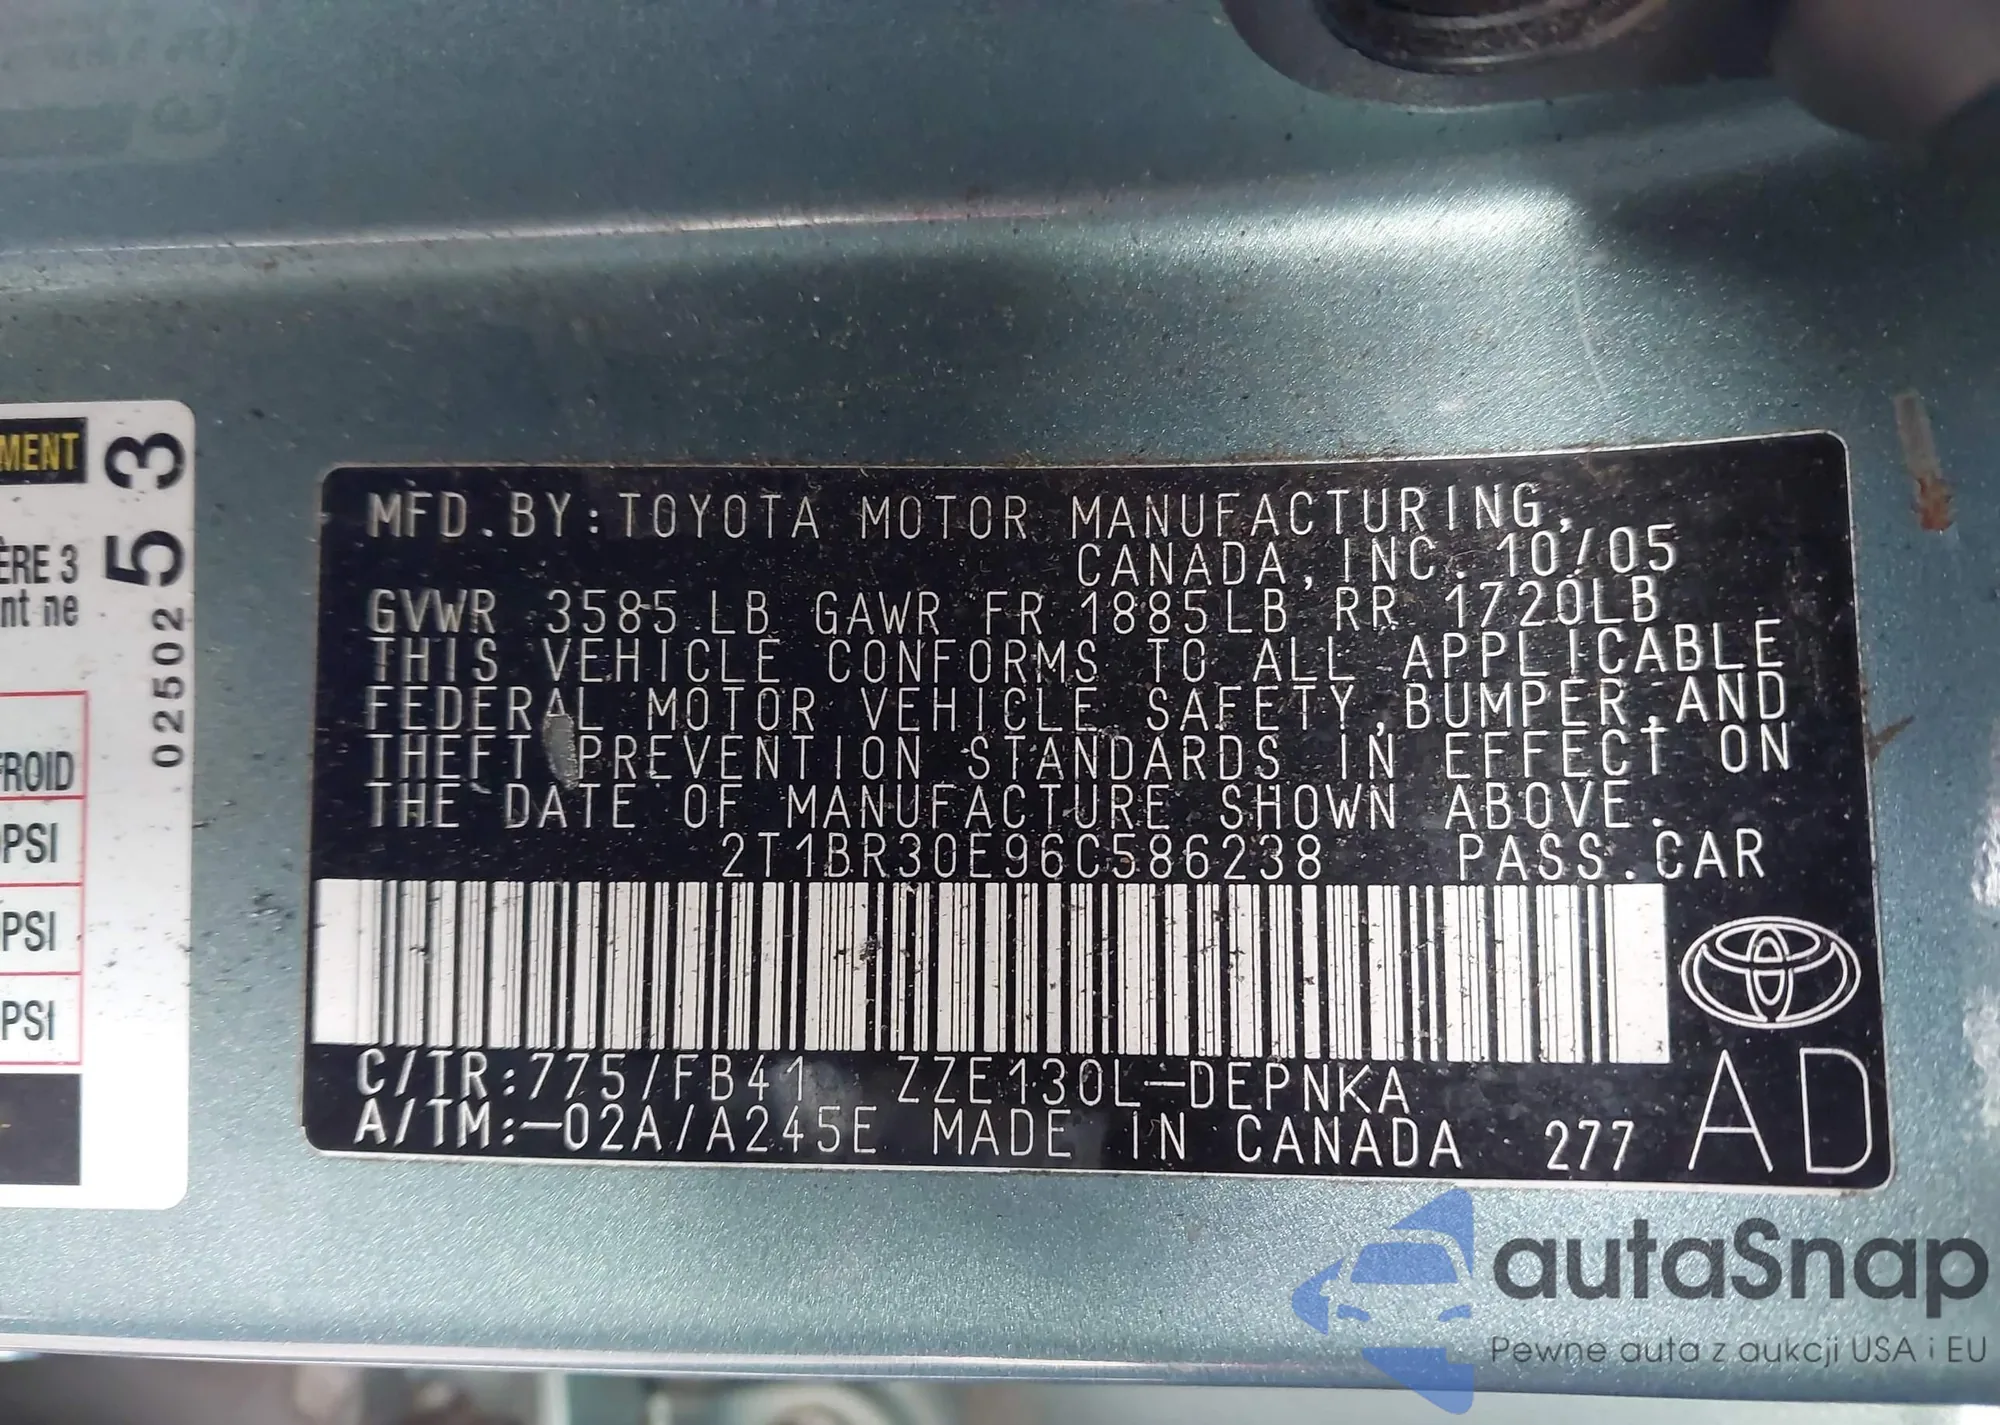 MENT
ÈRE 3
nt ne
FROID
PSI
PSI
PSI
02502 53
MFD.BY:TOYOTA MOTOR MANUFACTURING,
CANADA,INC. 10/05
GVWR 3585 LB GAWR FR 1885LB RR 1720LB
THIS VEHICLE CONFORMS TO ALL APPLICABLE
FEDERAL MOTOR VEHICLE SAFETY,BUMPER,AND
THEFT PREVENTION STANDARDS IN EFFECT ON
THE DATE OF MANUFACTURE SHOWN ABOVE.
2T1BR30E96C586238 PASS.CAR
C/TR:775/FB41 ZZE130L-DEPNKA
A/TM:-02A/A245E MADE IN CANADA 277 AD
autaSnap
Pewne auta z aukcji USA i EU